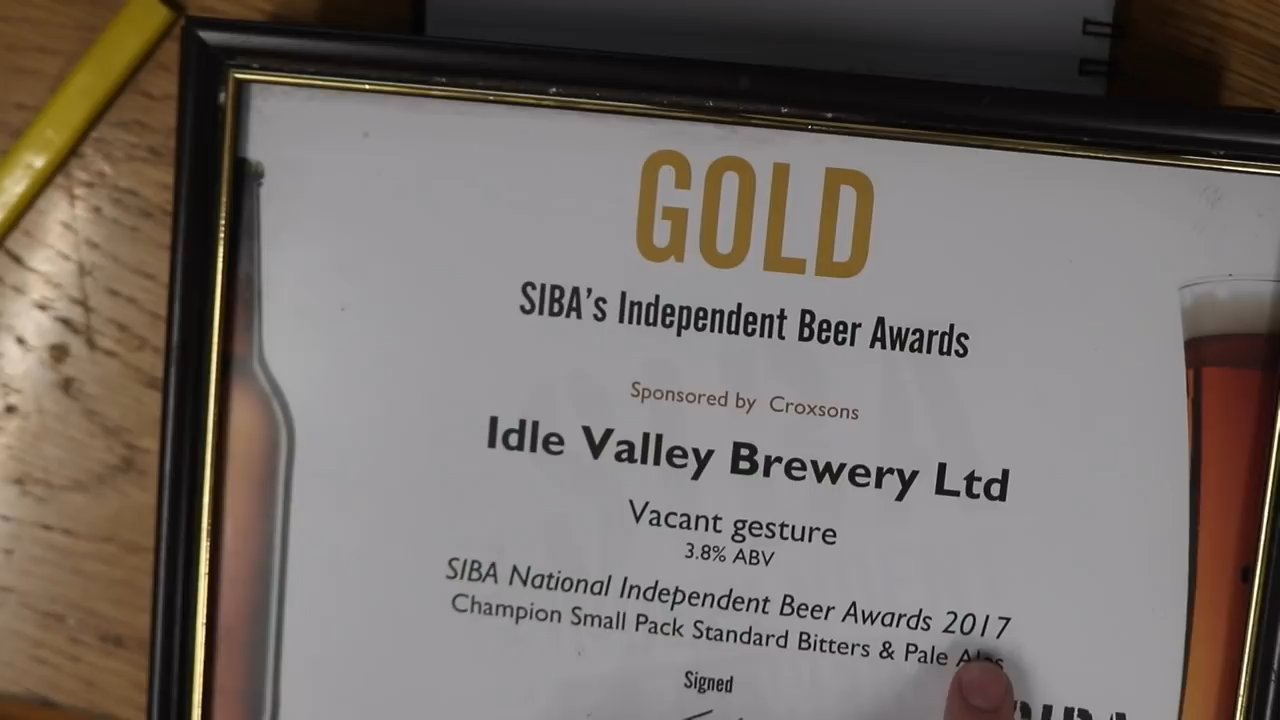 GOLD
SIBA's Independent Beer Awards
Sponsored by Croxsons
Idle Valley Brewery Ltd
Vacant gesture
3.8% ABV
SIBA National Independent Beer Awards 2017
Champion Small Pack Standard Bitters & Pale Ales
Signed